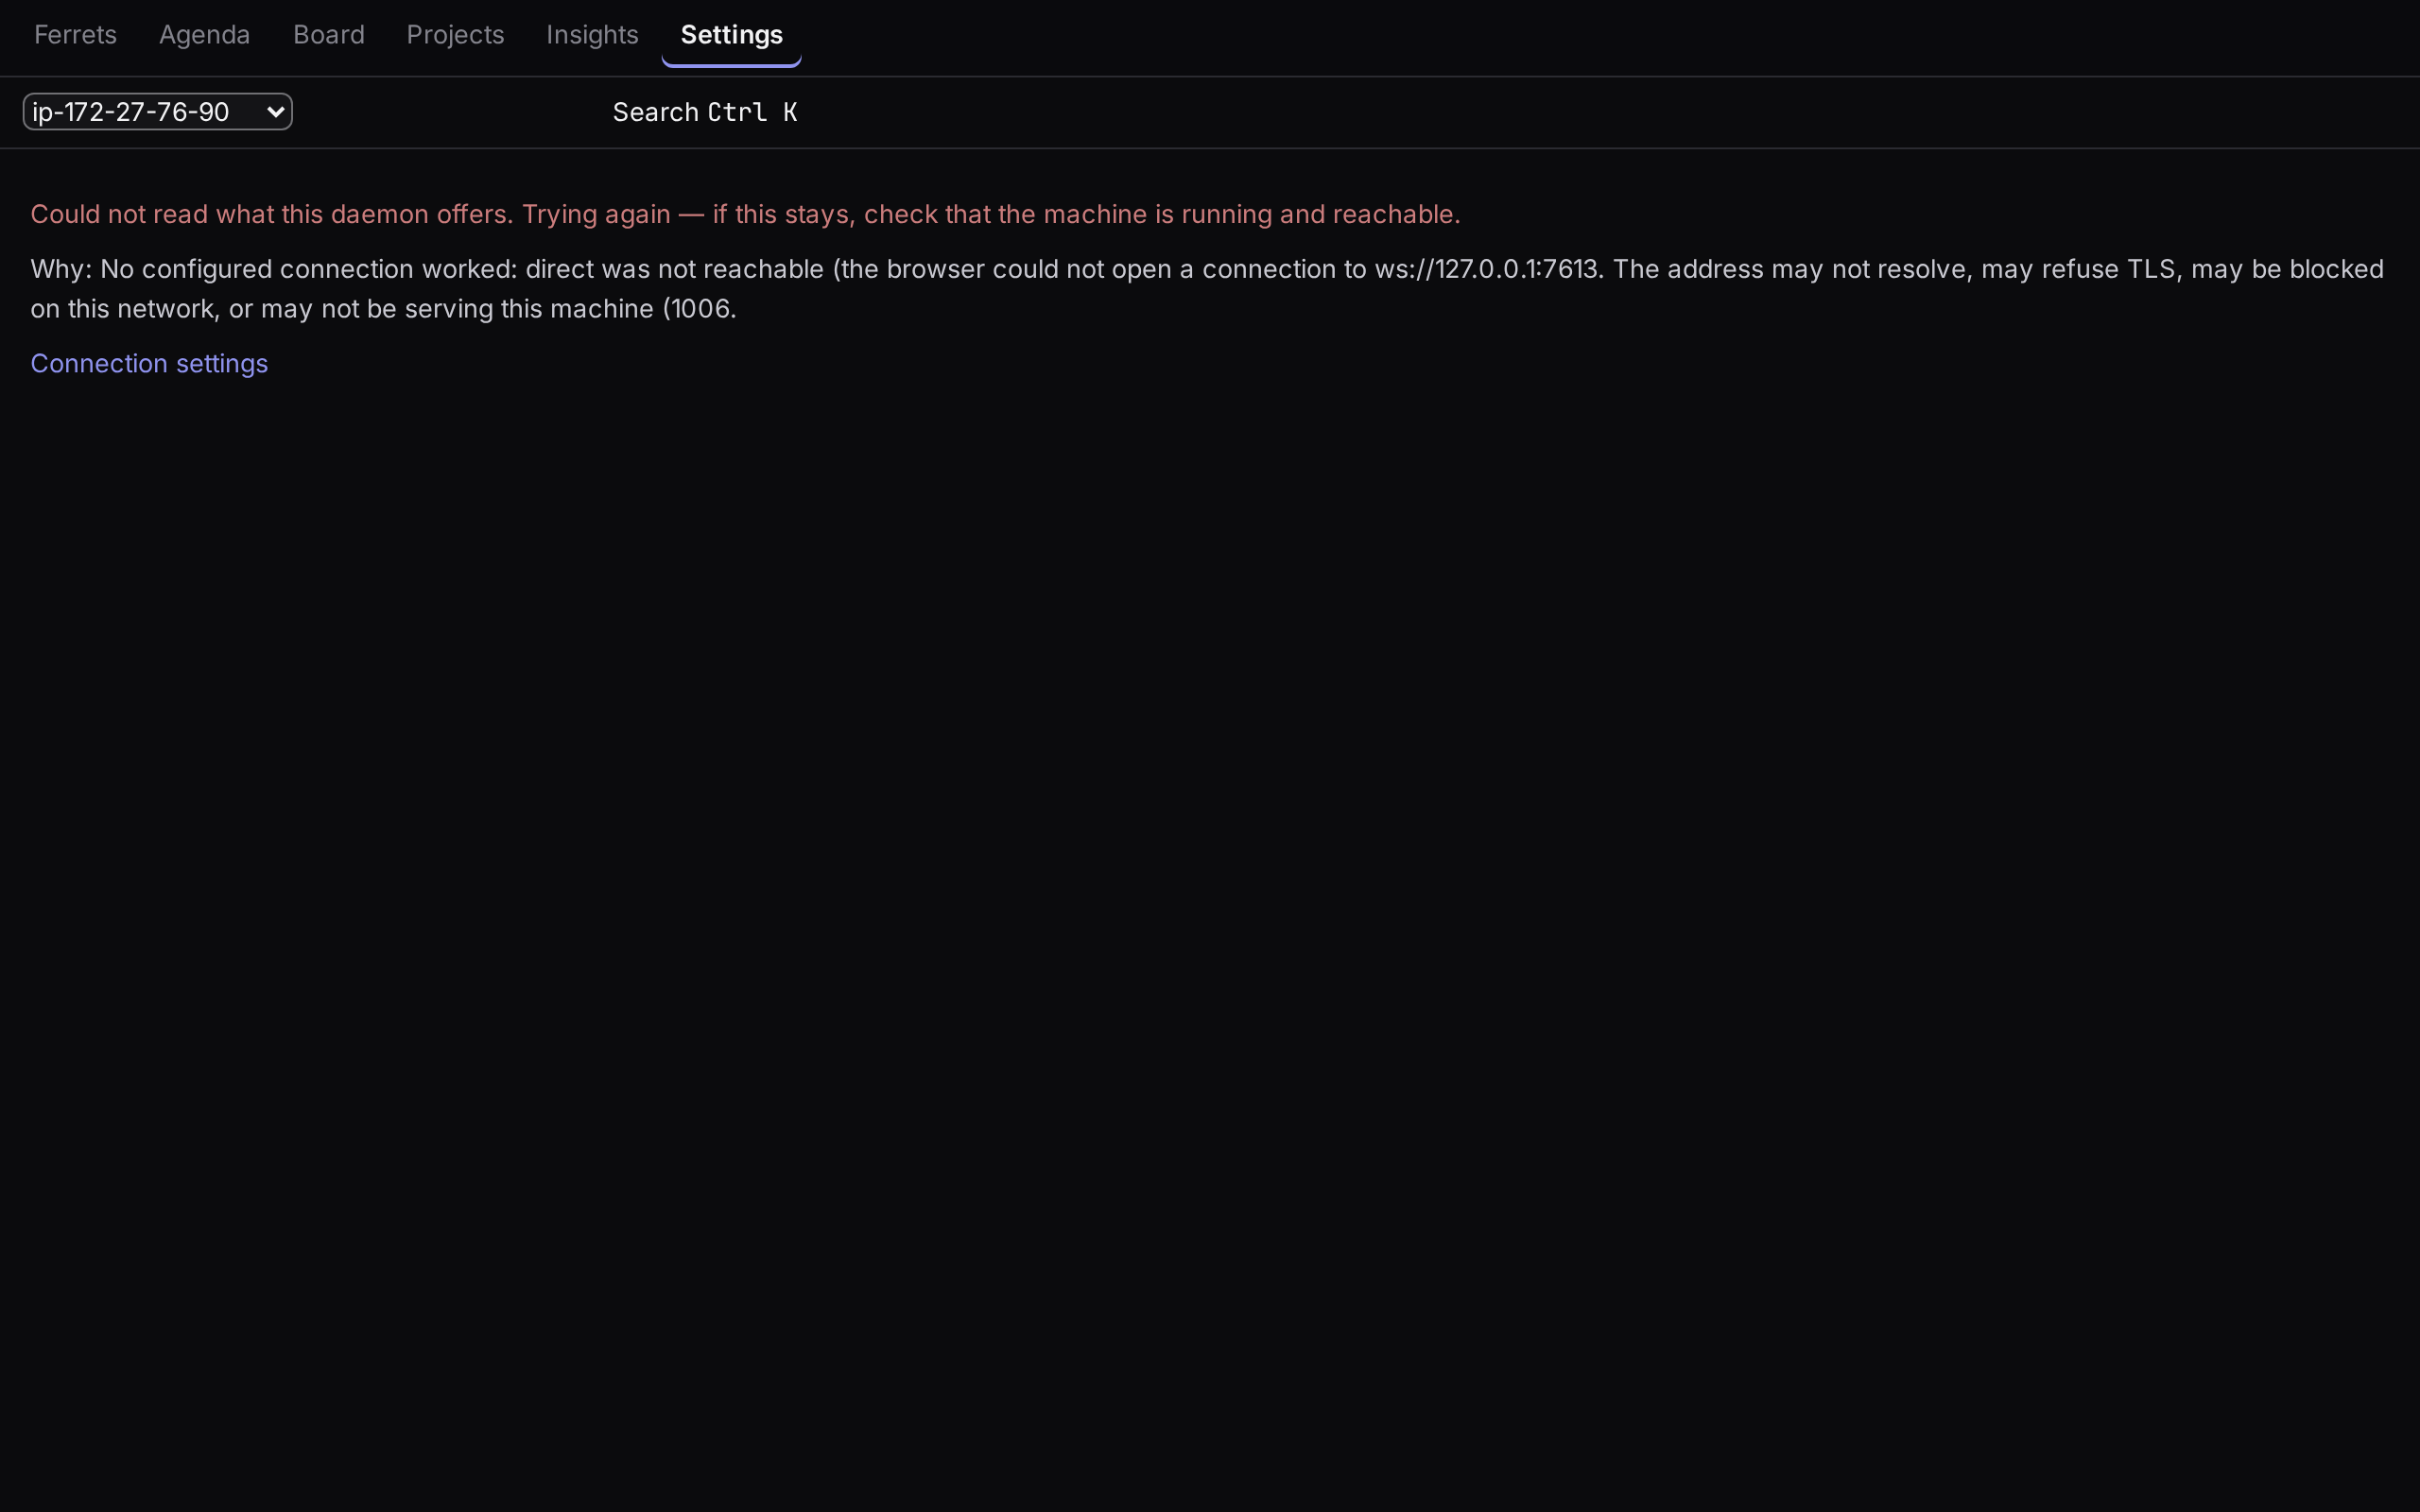 Ferrets Agenda Board Projects Insights Settings
ip-172-27-76-90 Search Ctrl K
Could not read what this daemon offers. Trying again — if this stays, check that the machine is running and reachable.
Why: No configured connection worked: direct was not reachable (the browser could not open a connection to ws://127.0.0.1:7613. The address may not resolve, may refuse TLS, may be blocked
on this network, or may not be serving this machine (1006.
Connection settings